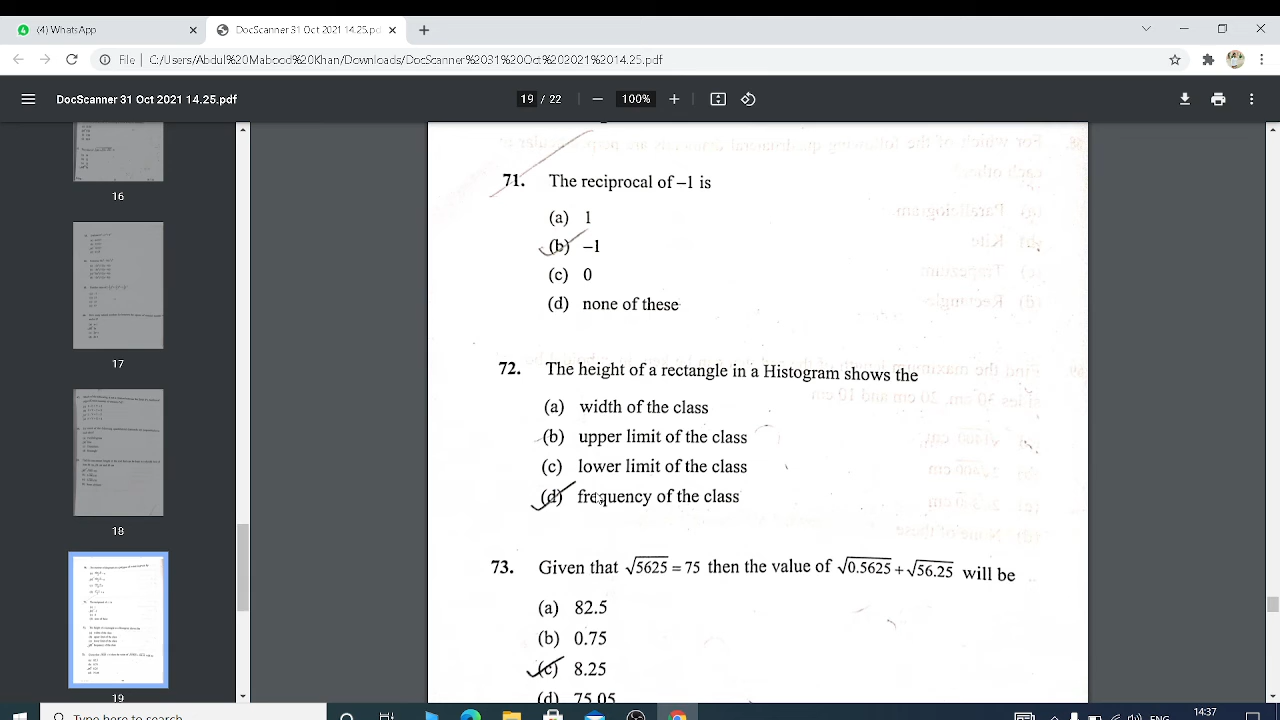 (4) WhatsApp
DocScanner 31 Oct 2021 14.25.pd
File | C:/Users/Abdul%20Mabood%20Khan/Downloads/DocScanner%2031%20Oct%202021%2014.25.pdf
DocScanner 31 Oct 2021 14.25.pdf
19 / 22
100%
16
17
18
19
71. The reciprocal of –1 is
(a) 1
(b) –1
(c) 0
(d) none of these
72. The height of a rectangle in a Histogram shows the
(a) width of the class
(b) upper limit of the class
(c) lower limit of the class
(d) frequency of the class
73. Given that √5625 = 75 then the value of √0.5625 + √56.25 will be
(a) 82.5
(b) 0.75
(c) 8.25
(d) 75.05
Type here to search
14:37